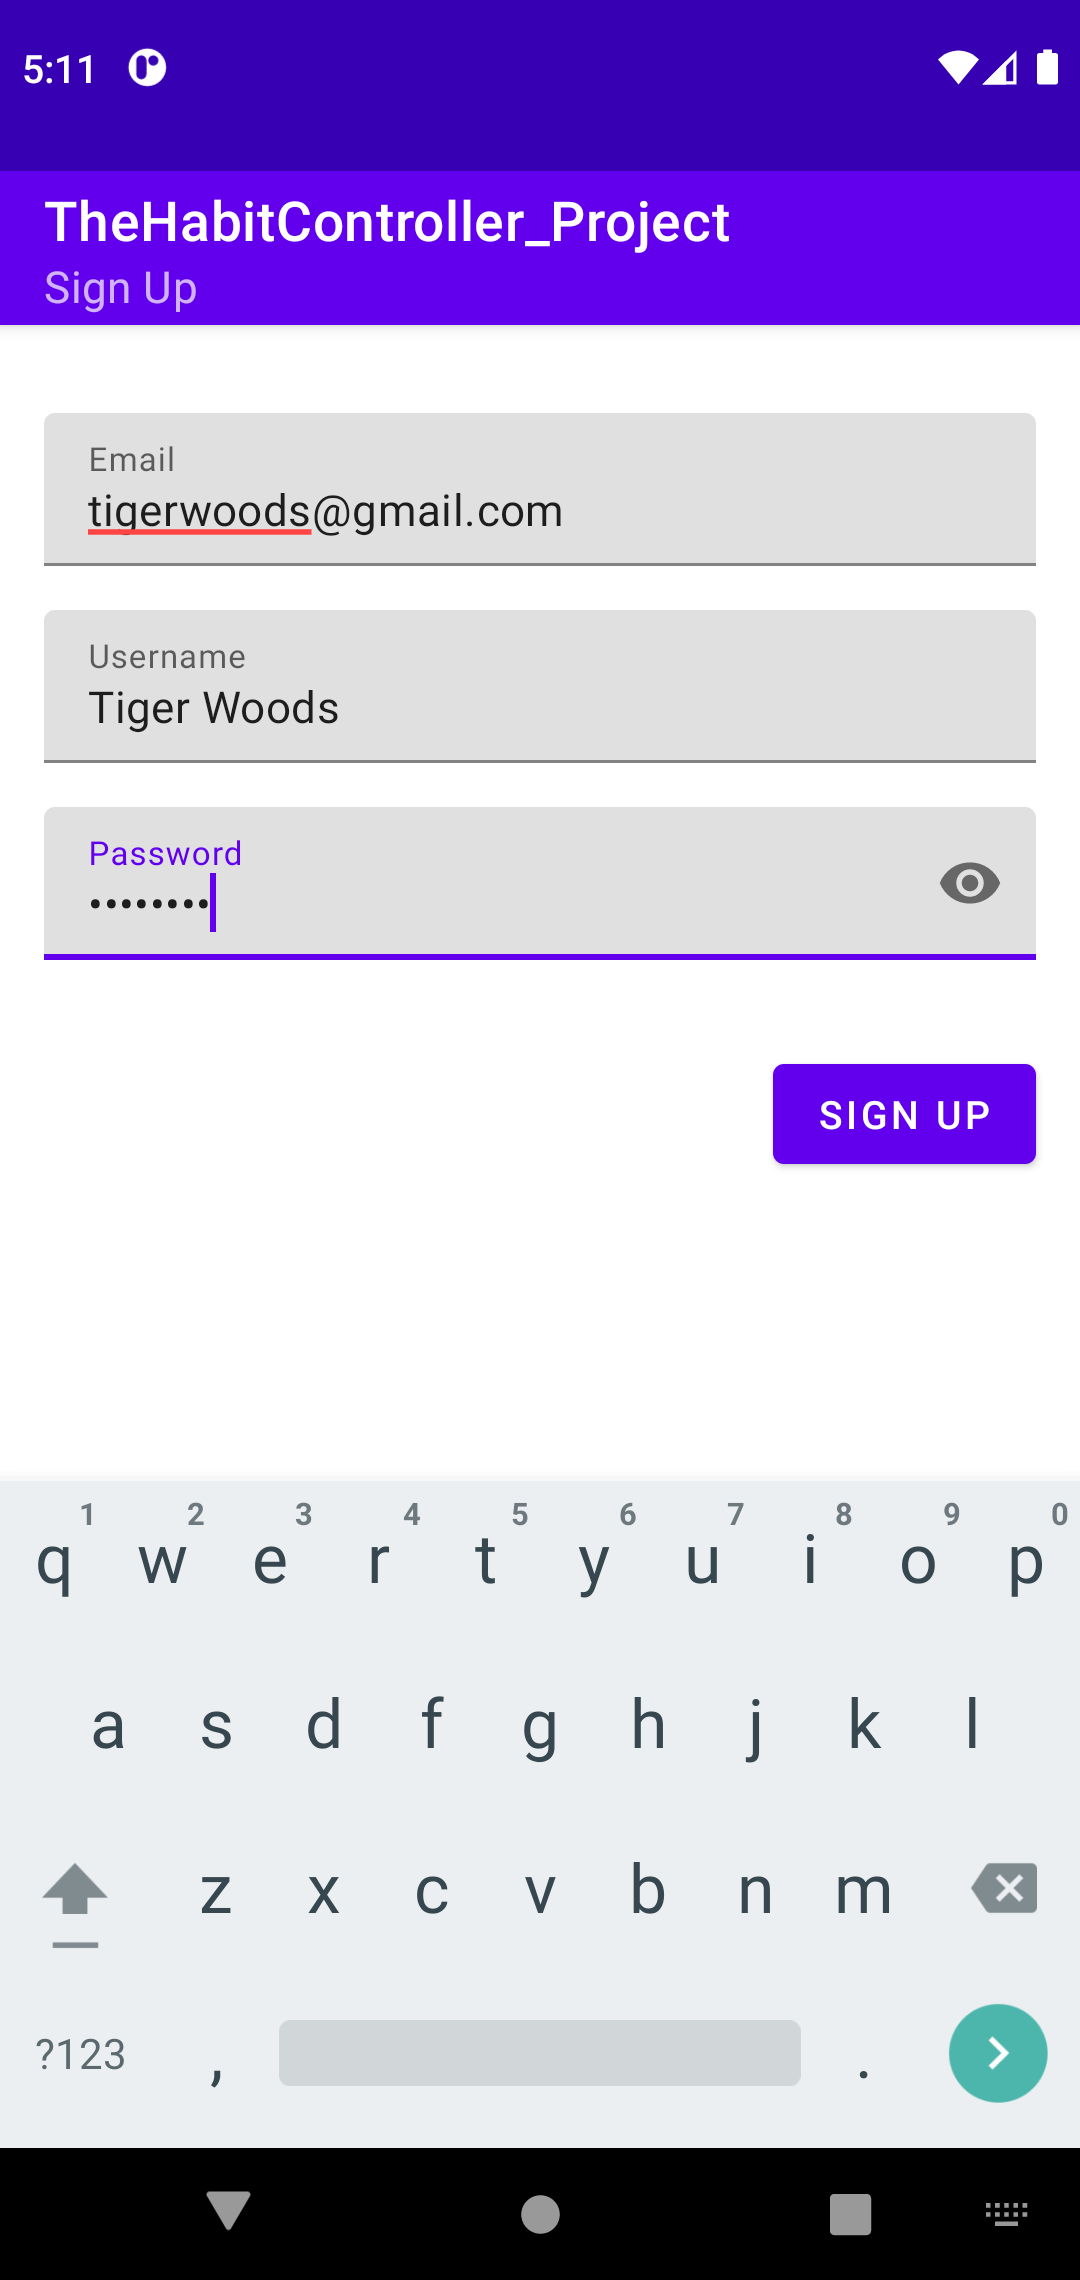 5:11
TheHabitController_Project
Sign Up
Email
tigerwoods@gmail.com
Username
Tiger Woods
Password
••••••••
SIGN UP
1 2 3 4 5 6 7 8 9 0
q w e r t y u i o p
a s d f g h j k l
z x c v b n m
?123 , .